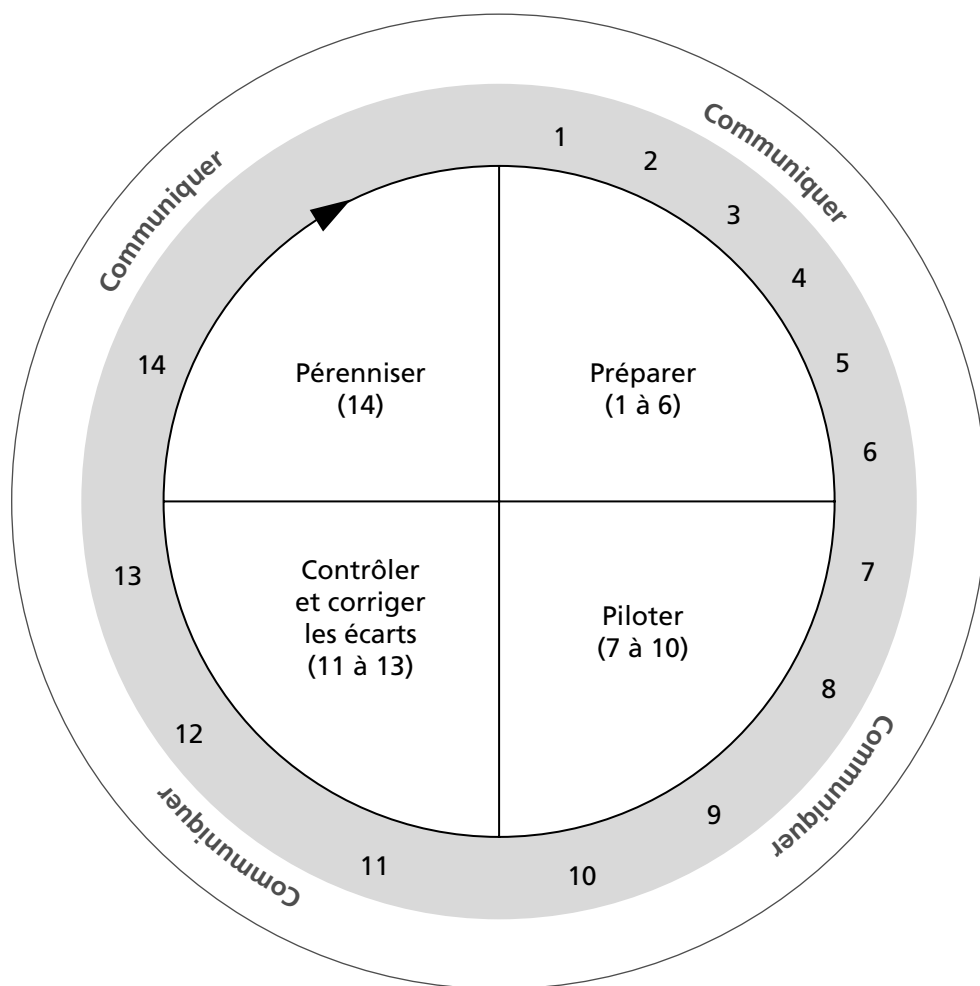 Communiquer
Communiquer
1
2
3
4
5
6
7
8
9
10
11
12
13
14
Pérenniser
(14)
Préparer
(1 à 6)
Contrôler
et corriger
les écarts
(11 à 13)
Piloter
(7 à 10)
Communiquer
Communiquer